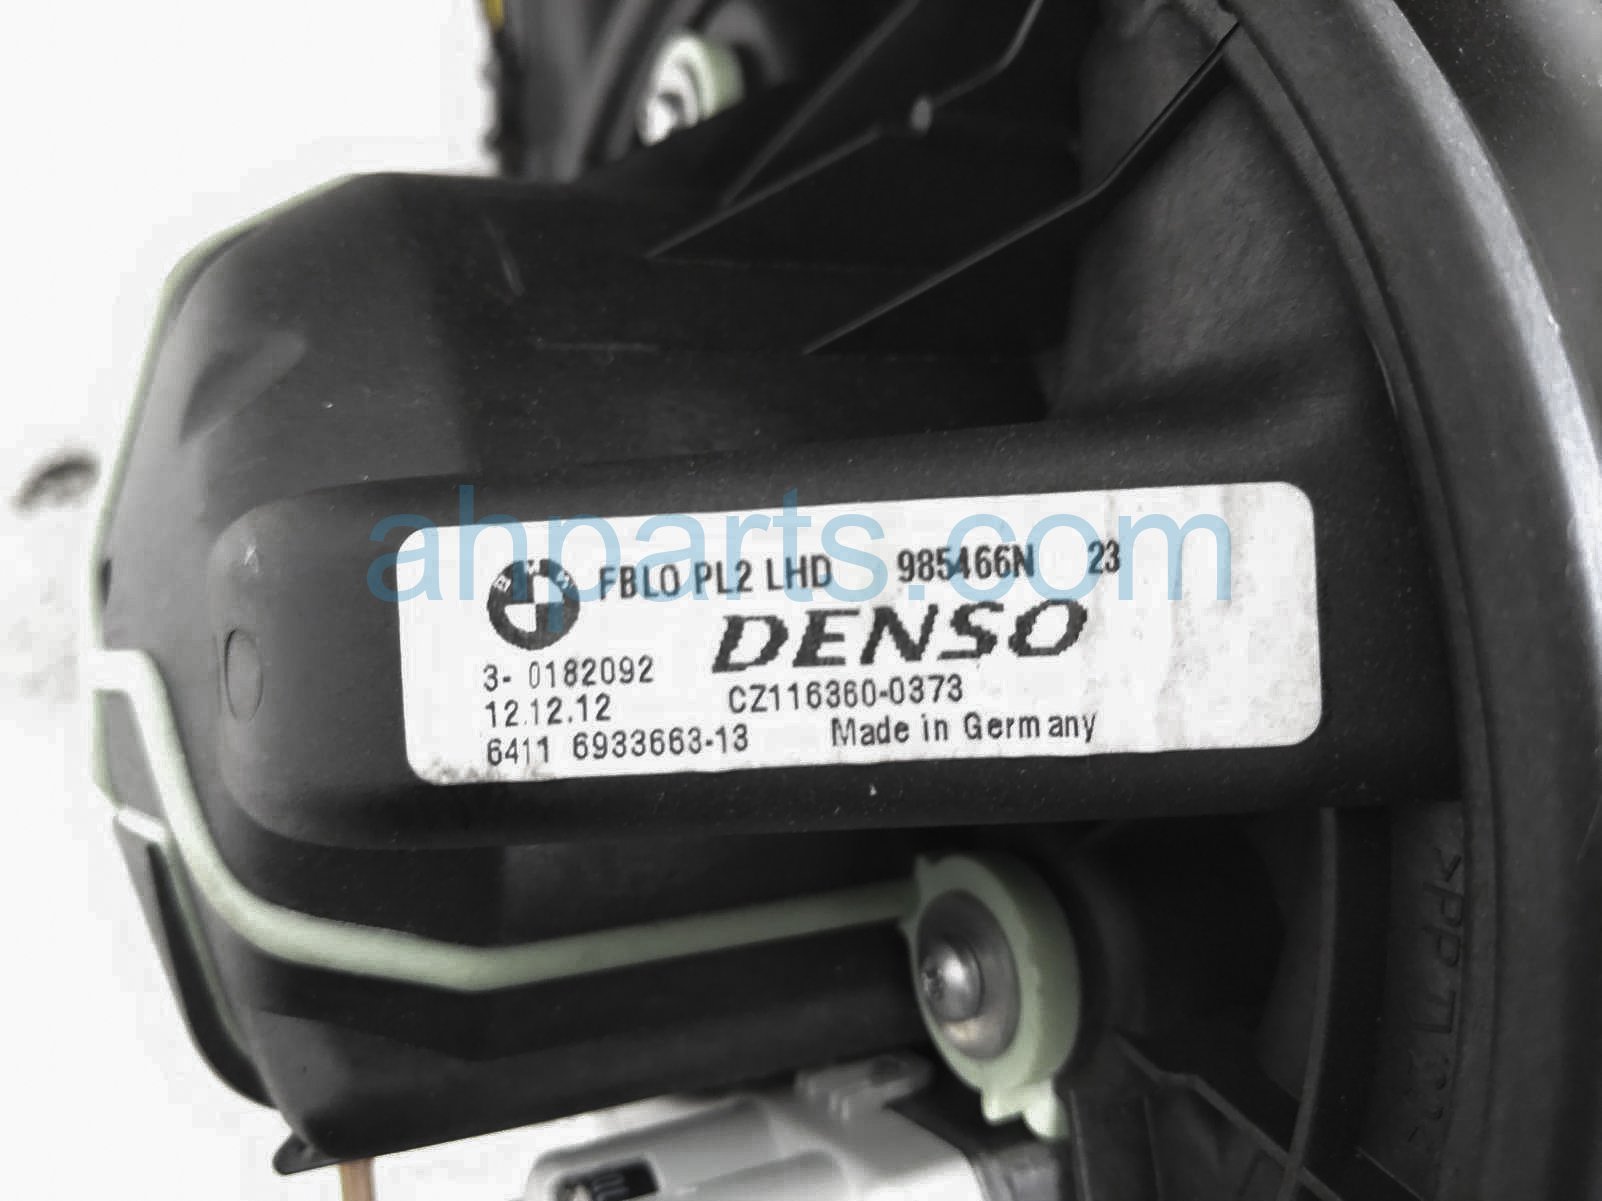 ahparts.com
BMW FBLO PL2 LHD 985466N 23
DENSO
3- 0182092
12.12.12 CZ116360-0373
6411 6933663-13 Made in Germany